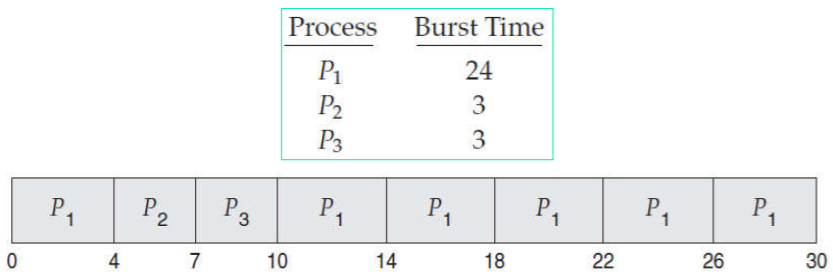 Process Burst Time
P1 24
P2 3
P3 3
P1 P2 P3 P1 P1 P1 P1 P1
0 4 7 10 14 18 22 26 30